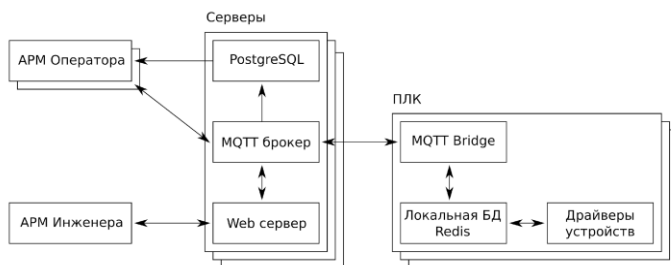 Серверы
АРМ Оператора
PostgreSQL
ПЛК
MQTT брокер
MQTT Bridge
АРМ Инженера
Web сервер
Локальная БД
Redis
Драйверы
устройств